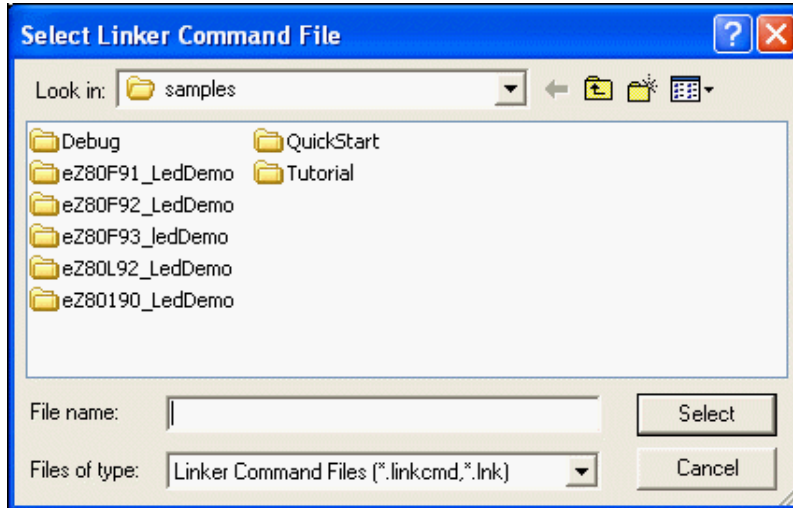 Select Linker Command File
Look in: samples
Debug
eZ80F91_LedDemo
eZ80F92_LedDemo
eZ80F93_ledDemo
eZ80L92_LedDemo
eZ80190_LedDemo
QuickStart
Tutorial
File name:
Select
Files of type: Linker Command Files (*.linkcmd,*.lnk)
Cancel